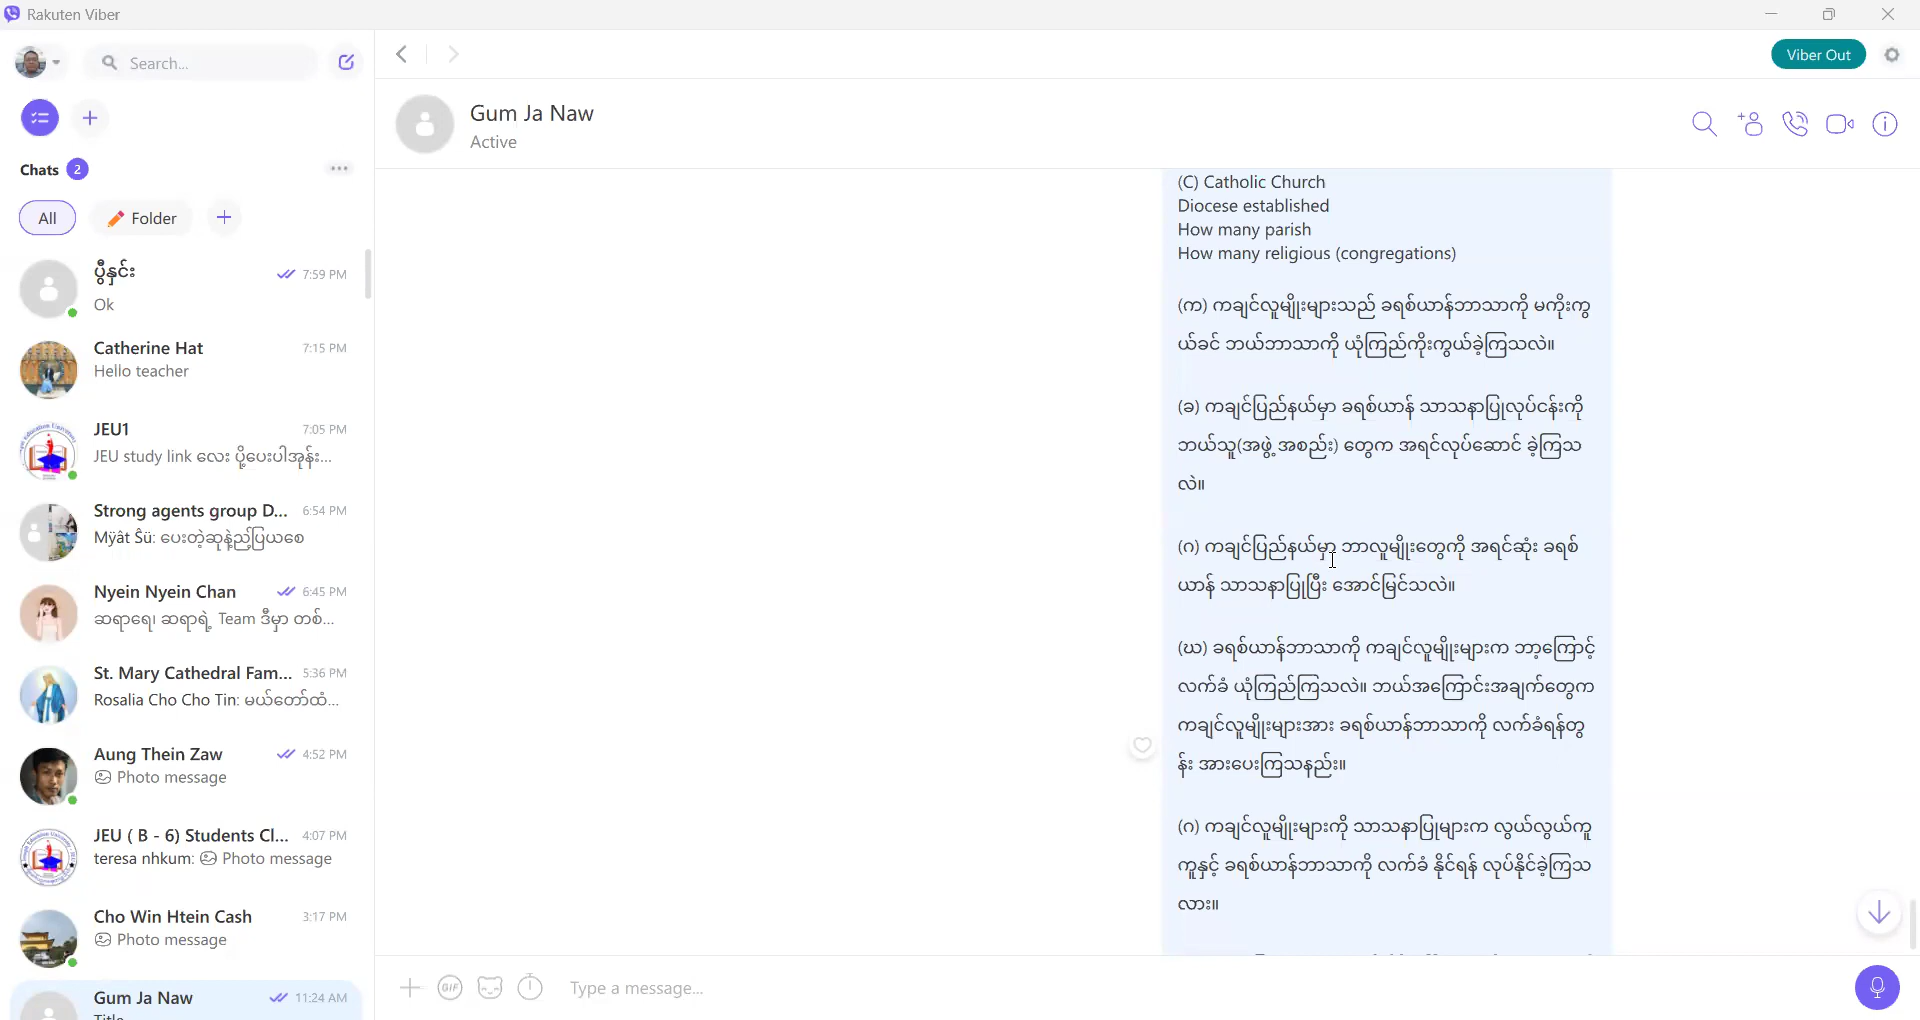 Rakuten Viber
Search...
Viber Out
Gum Ja Naw
Active
Chats 2
All
Folder
ပွီနှင်း
7:59 PM
Ok
Catherine Hat
7:15 PM
Hello teacher
JEU1
7:05 PM
JEU study link လေး ပို့ပေးပါအုန်း...
Strong agents group D...
6:54 PM
Mÿât Ŝü: ပေးတဲ့ဆုနဲ့ညံ့ပြယစေ
Nyein Nyein Chan
6:45 PM
ဆရာရေ၊ ဆရာရဲ့ Team ဒီမှာ တစ်...
St. Mary Cathedral Fam...
5:36 PM
Rosalia Cho Cho Tin: မယ်တော်ထံ...
Aung Thein Zaw
4:52 PM
Photo message
JEU ( B - 6) Students Cl...
4:07 PM
teresa nhkum: Photo message
Cho Win Htein Cash
3:17 PM
Photo message
Gum Ja Naw
11:24 AM
(C) Catholic Church
Diocese established
How many parish
How many religious (congregations)
(က) ကချင်လူမျိုးများသည် ခရစ်ယာန်ဘာသာကို မကိုးကွ
ယ်ခင် ဘယ်ဘာသာကို ယုံကြည်ကိုးကွယ်ခဲ့ကြသလဲ။
(ခ) ကချင်ပြည်နယ်မှာ ခရစ်ယာန် သာသနာပြုလုပ်ငန်းကို
ဘယ်သူ(အဖွဲ့ အစည်း) တွေက အရင်လုပ်ဆောင် ခဲ့ကြသ
လဲ။
(ဂ) ကချင်ပြည်နယ်မှာ ဘာလူမျိုးတွေကို အရင်ဆုံး ခရစ်
ယာန် သာသနာပြုပြီး အောင်မြင်သလဲ။
(ဃ) ခရစ်ယာန်ဘာသာကို ကချင်လူမျိုးများက ဘာ့ကြောင့်
လက်ခံ ယုံကြည်ကြသလဲ။ ဘယ်အကြောင်းအချက်တွေက
ကချင်လူမျိုးများအား ခရစ်ယာန်ဘာသာကို လက်ခံရန်တွ
န်း အားပေးကြသနည်း။
(ဂ) ကချင်လူမျိုးများကို သာသနာပြုများက လွယ်လွယ်ကူ
ကူနှင့် ခရစ်ယာန်ဘာသာကို လက်ခံ နိုင်ရန် လုပ်နိုင်ခဲ့ကြသ
လား။
GIF
Type a message...